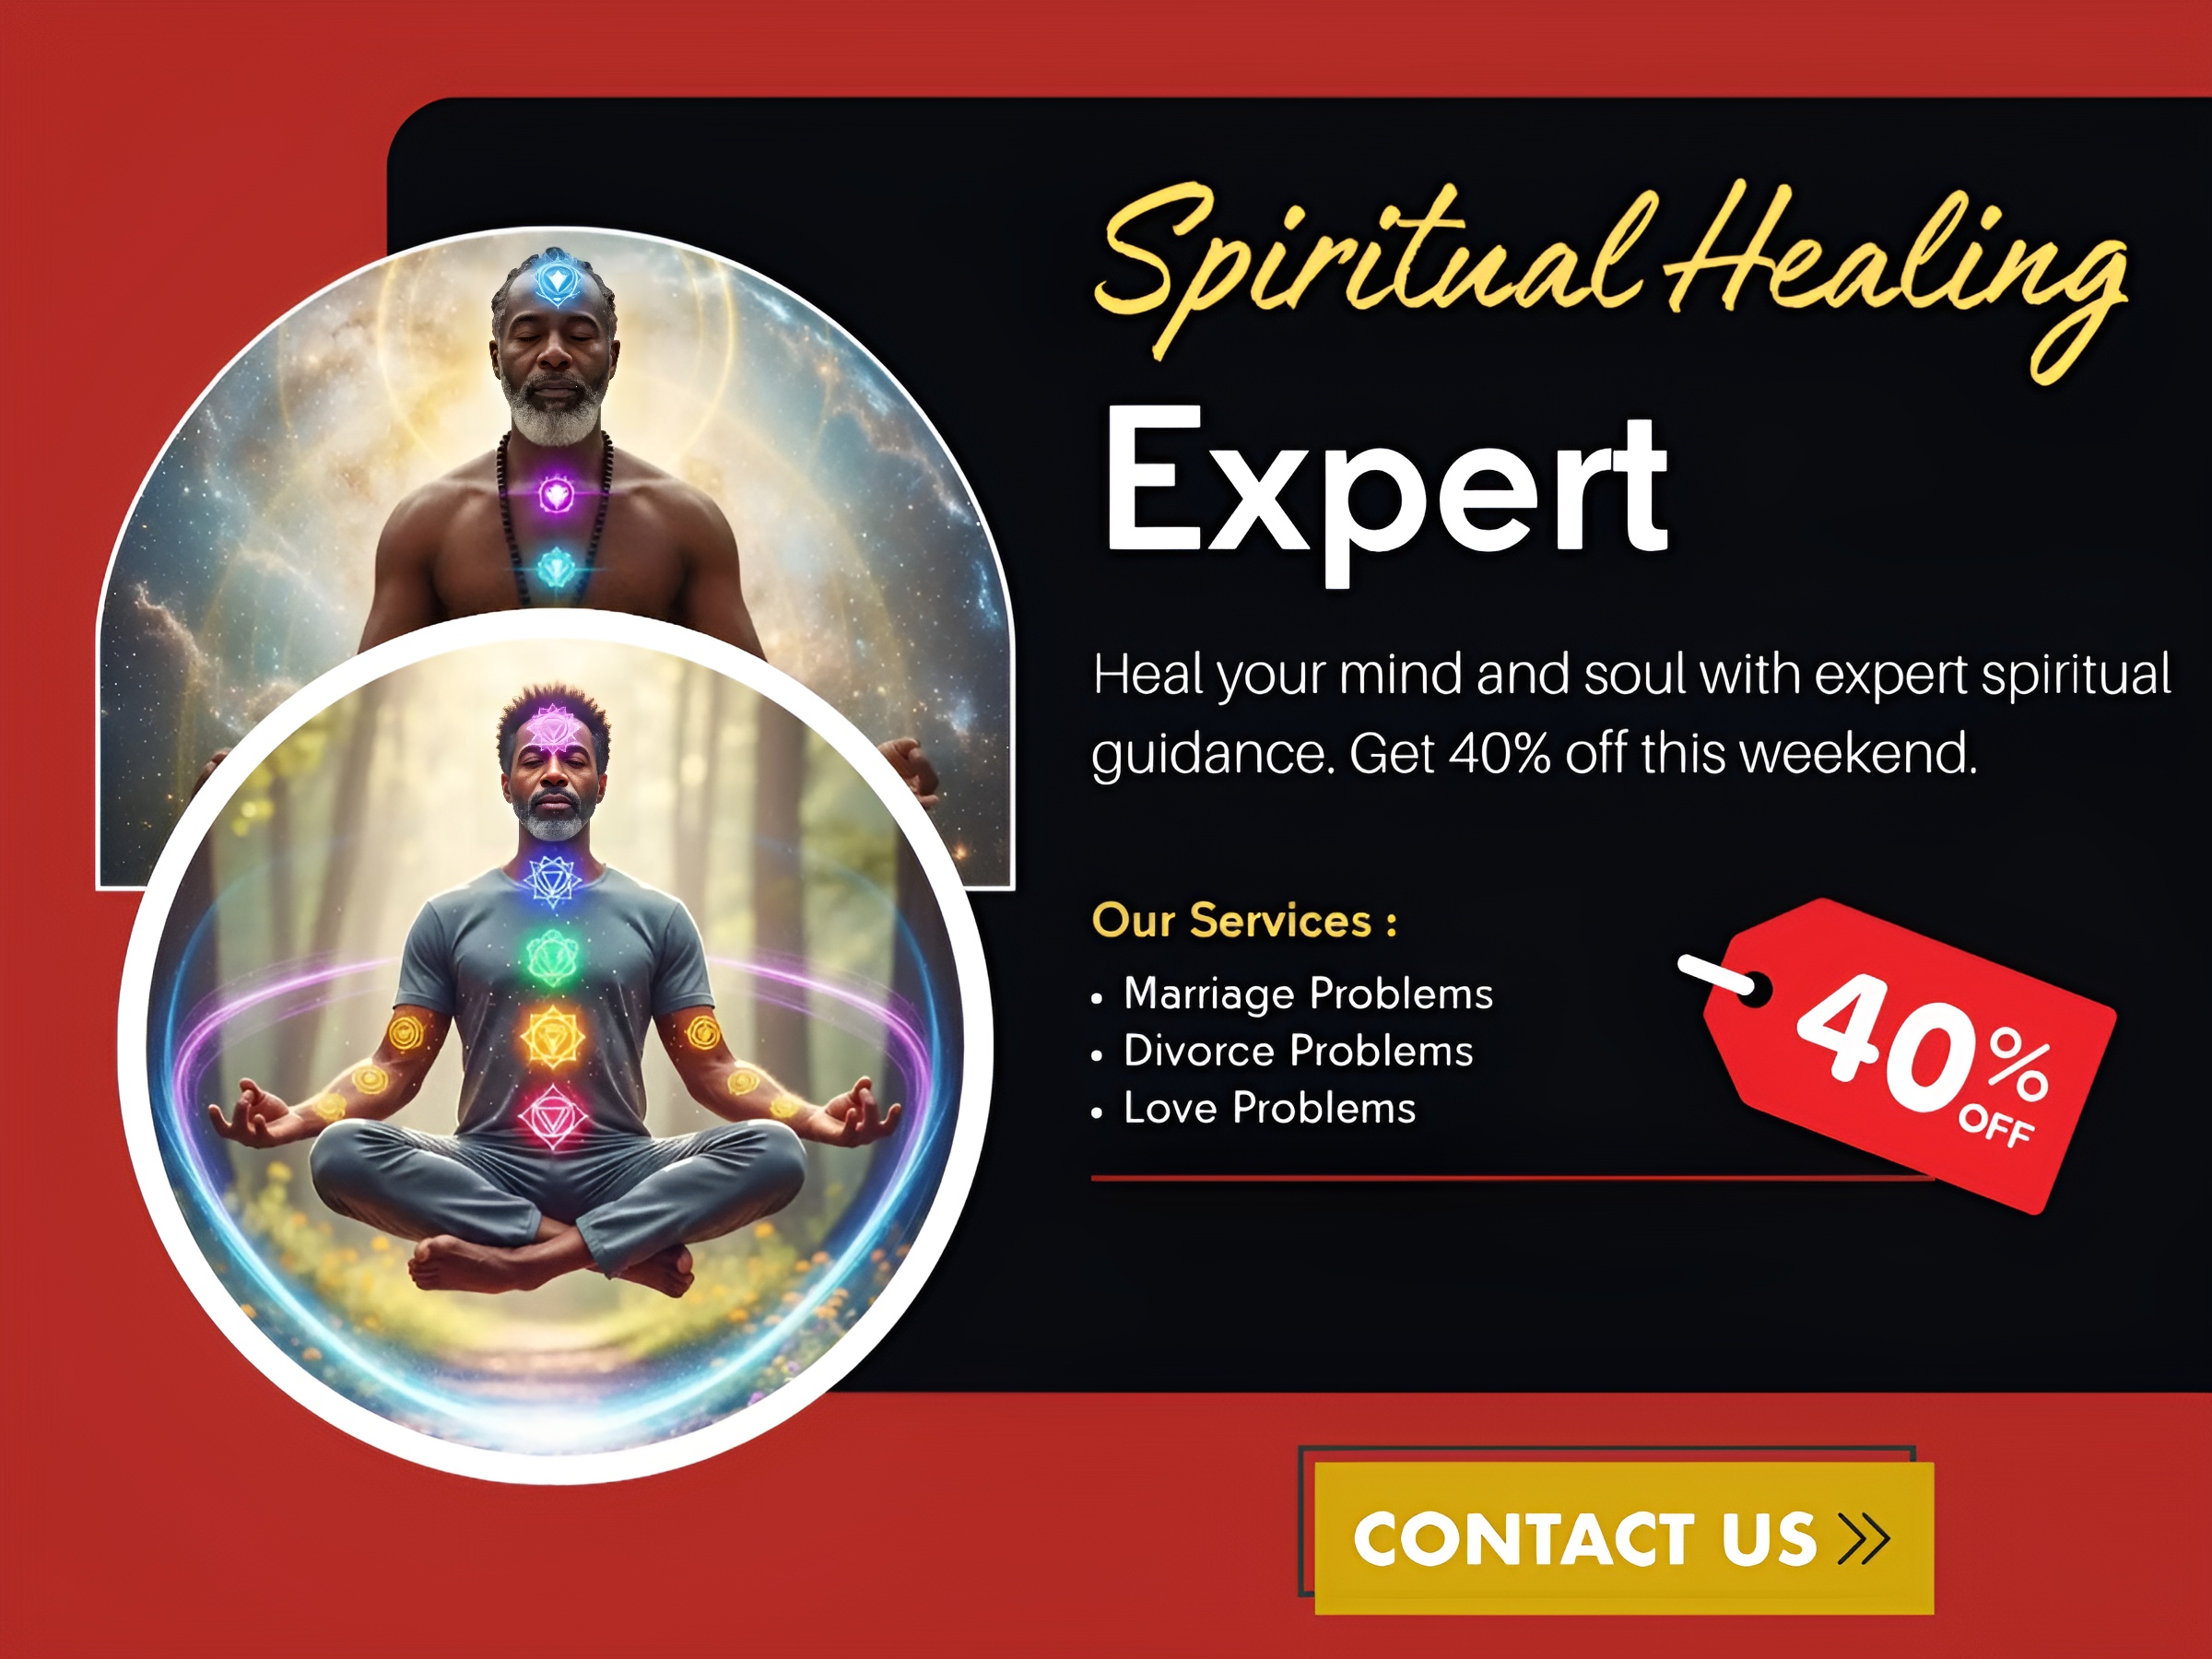 Spiritual Healing
Expert
Heal your mind and soul with expert spiritual
guidance. Get 40% off this weekend.
Our Services :
• Marriage Problems
• Divorce Problems
• Love Problems
40%
OFF
CONTACT US